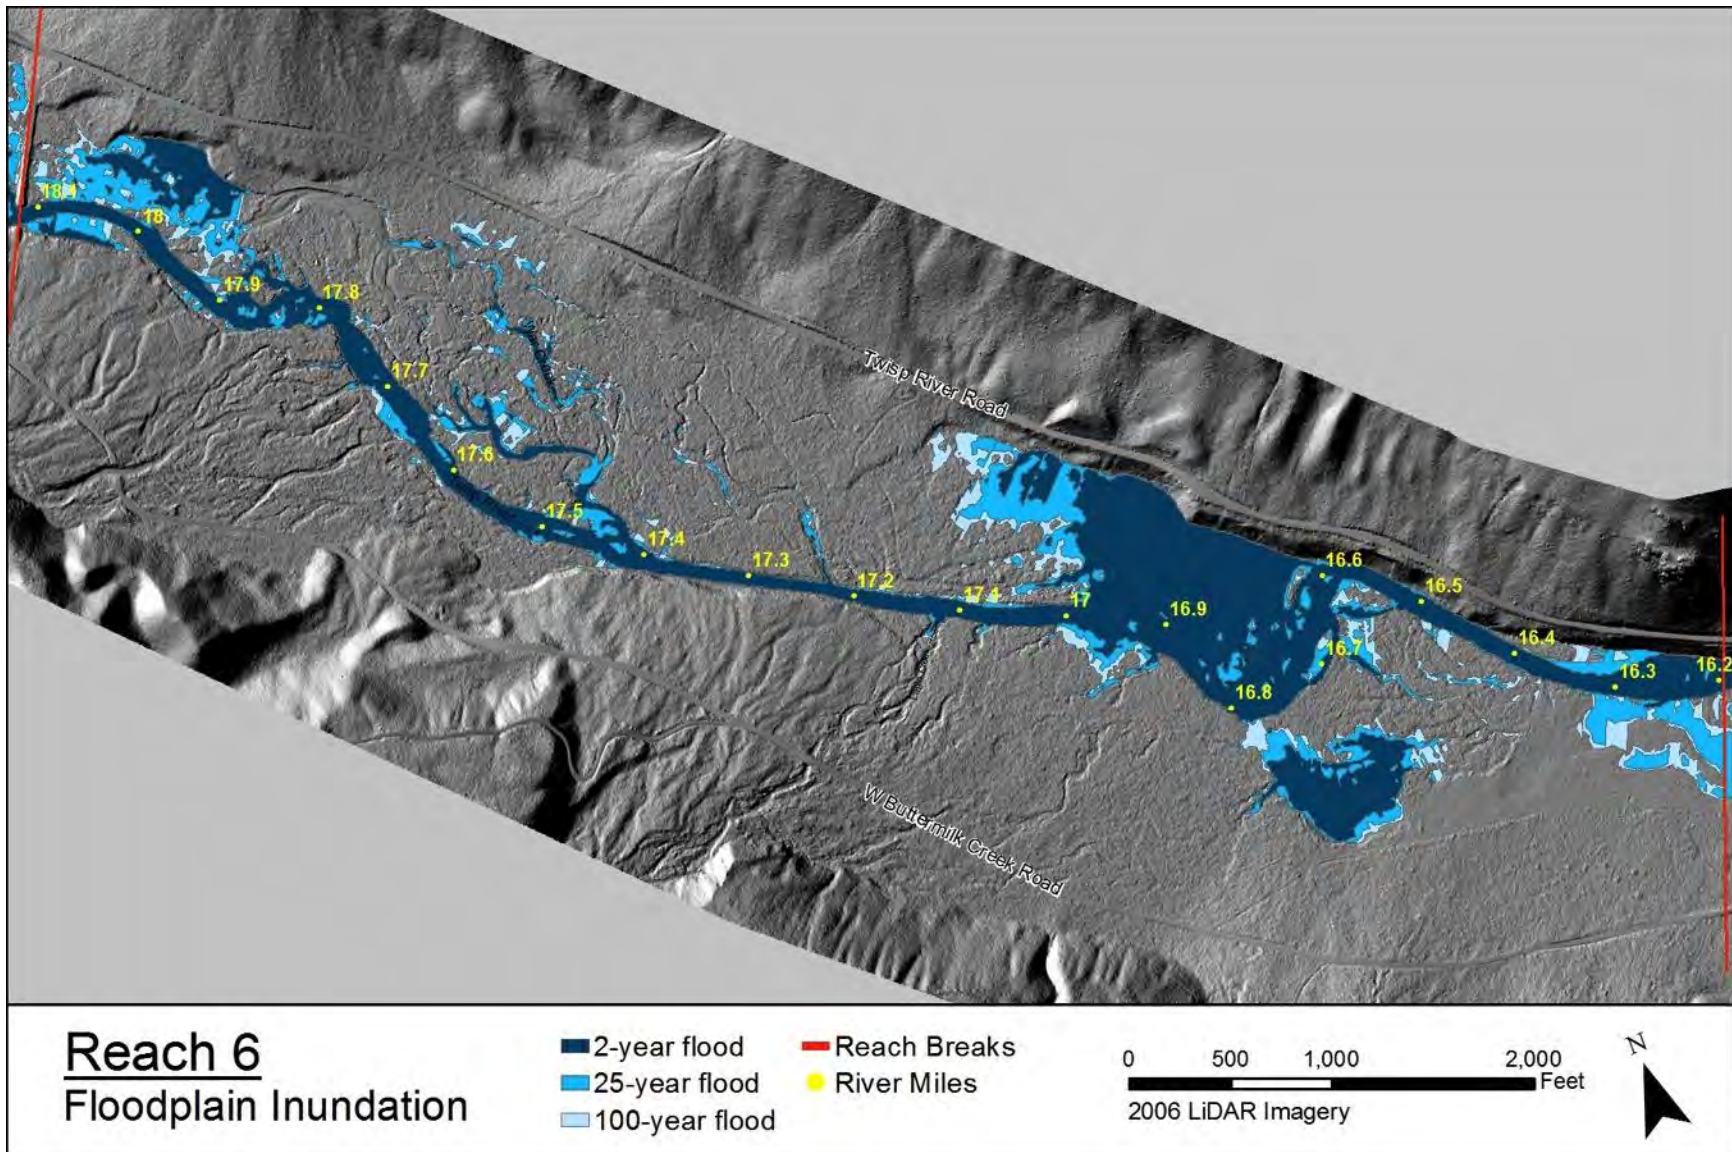 18.1
18
17.9
17.8
17.7
17.6
17.5
17.4
17.3
17.2
17.1
17
16.9
16.8
16.7
16.6
16.5
16.4
16.3
16.2
Twisp River Road
W Buttermilk Creek Road
Reach 6
Floodplain Inundation
2-year flood
25-year flood
100-year flood
Reach Breaks
River Miles
0 500 1,000 2,000
Feet
2006 LiDAR Imagery
N